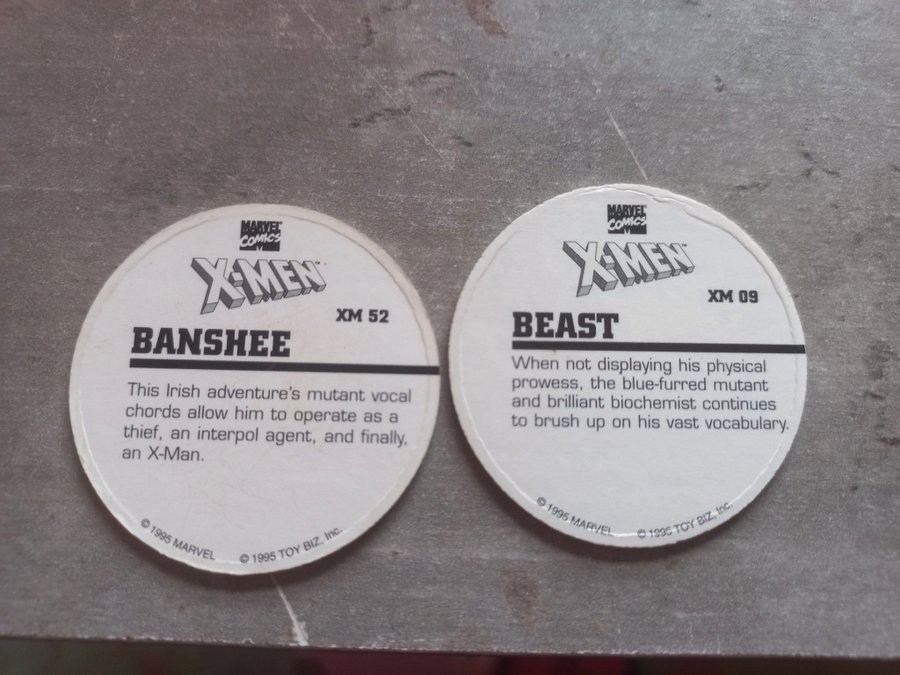 MARVEL
COMICS
X-MEN™
XM 52
BANSHEE
This Irish adventure's mutant vocal
chords allow him to operate as a
thief, an interpol agent, and finally,
an X-Man.
© 1995 MARVEL © 1995 TOY BIZ, Inc.
MARVEL
COMICS
X-MEN™
XM 09
BEAST
When not displaying his physical
prowess, the blue-furred mutant
and brilliant biochemist continues
to brush up on his vast vocabulary.
© 1995 MARVEL © 1995 TOY BIZ, Inc.